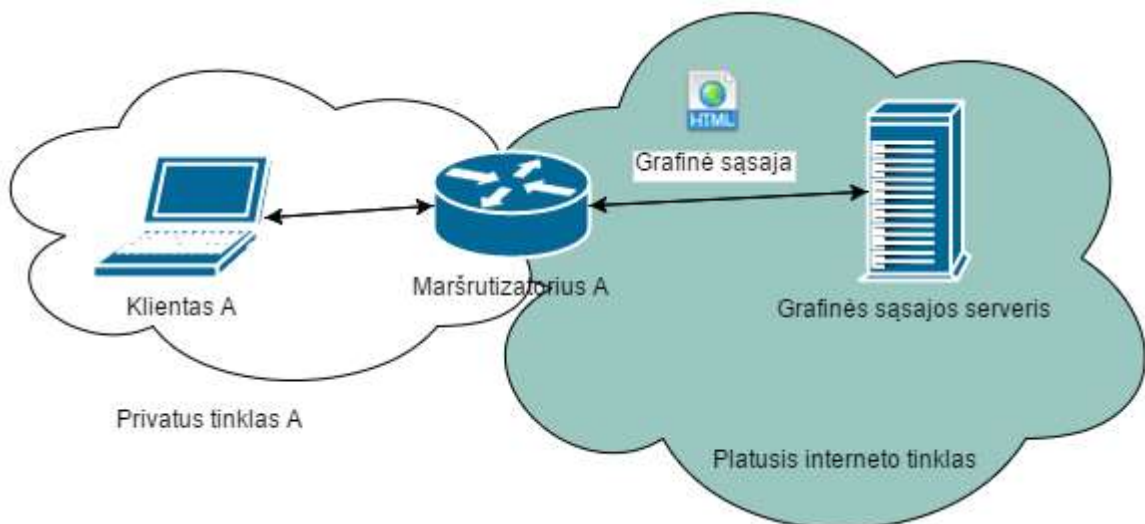 HTML
Grafinė sąsaja
Klientas A
Maršrutizatorius A
Grafinės sąsajos serveris
Privatus tinklas A
Platusis interneto tinklas